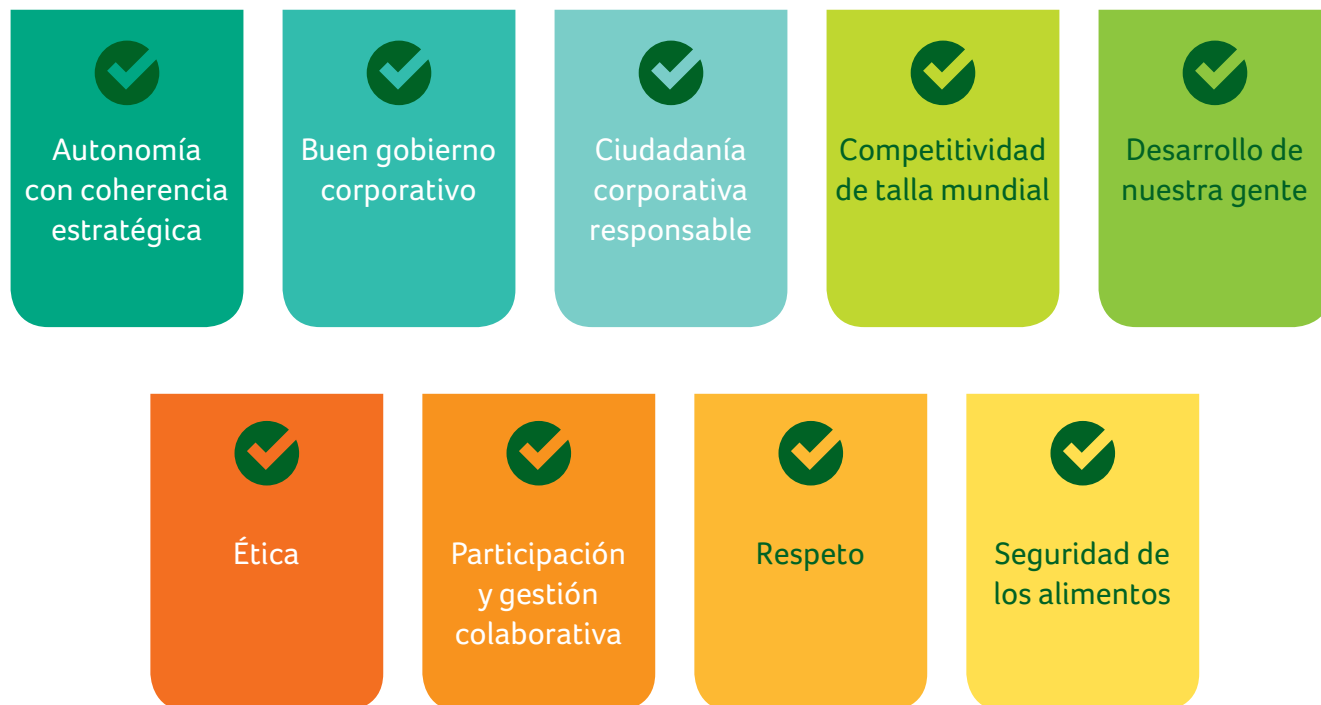 Autonomía
con coherencia
estratégica
Buen gobierno
corporativo
Ciudadanía
corporativa
responsable
Competitividad
de talla mundial
Desarrollo de
nuestra gente
Ética
Participación
y gestión
colaborativa
Respeto
Seguridad de
los alimentos